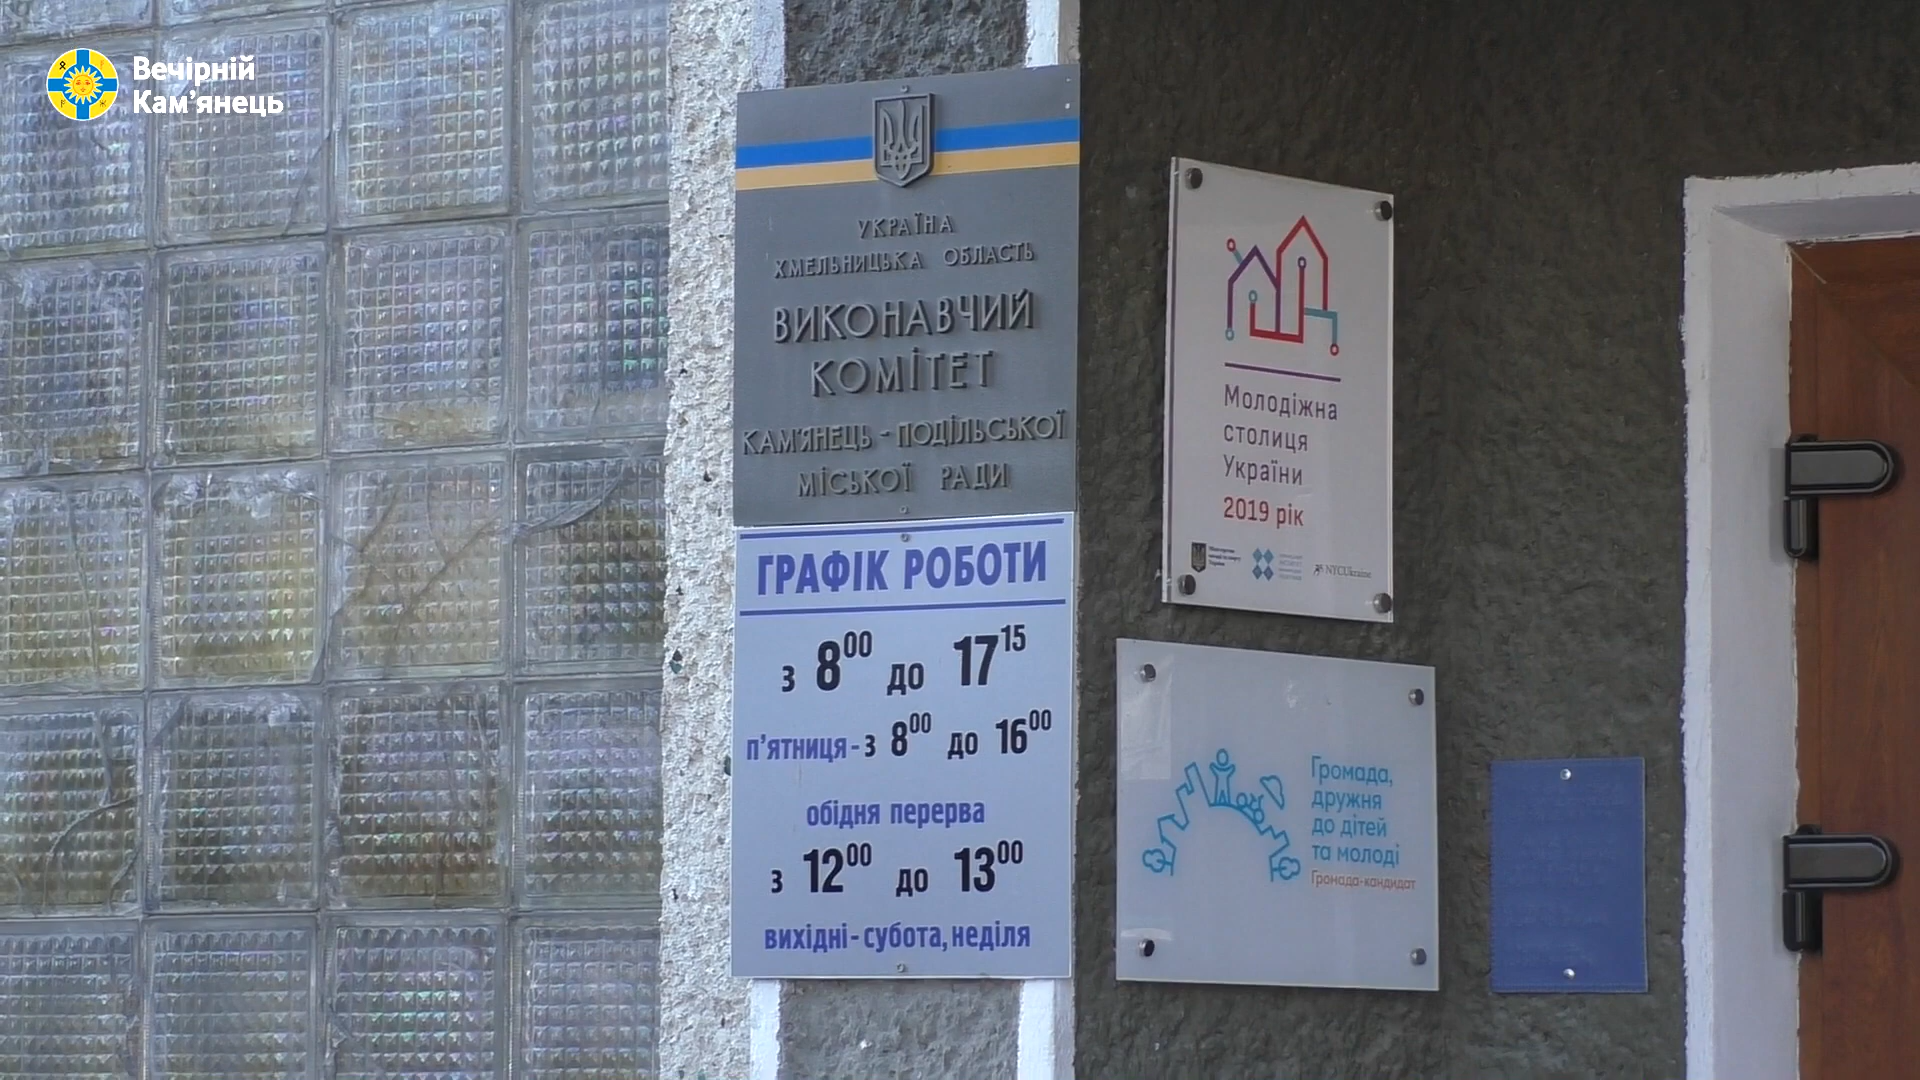 Вечірній
Кам'янець
УКРАЇНА
ХМЕЛЬНИЦЬКА ОБЛАСТЬ
ВИКОНАВЧИЙ
КОМІТЕТ
КАМ'ЯНЕЦЬ - ПОДІЛЬСЬКОЇ
МІСЬКОЇ РАДИ
ГРАФІК РОБОТИ
з 8⁰⁰ до 17¹⁵
п'ятниця - з 8⁰⁰ до 16⁰⁰
обідня перерва
з 12⁰⁰ до 13⁰⁰
вихідні - субота, неділя
Молодіжна
столиця
України
2019 рік
NYCUkraine
Громада,
дружня
до дітей
та молоді
Громада-кандидат